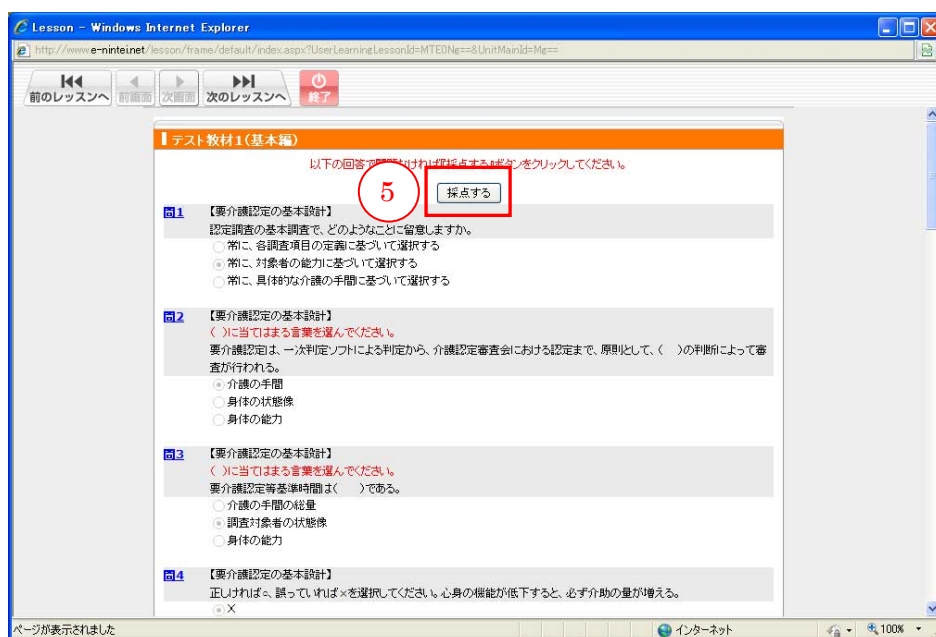 Lesson - Windows Internet Explorer
http://www.e-nintei.net/lesson/frame/default/index.aspx?UserLearningLessonId=MTE0Ng==&UnitMainId=Mg==
前のレッスンへ 前画面 次画面 次のレッスンへ 終了
テスト教材1(基本編)
以下の回答で問題なければ『採点する』ボタンをクリックしてください。
5 採点する
問1 【要介護認定の基本設計】
認定調査の基本調査で、どのようなことに留意しますか。
常に、各調査項目の定義に基づいて選択する
常に、対象者の能力に基づいて選択する
常に、具体的な介護の手間に基づいて選択する
問2 【要介護認定の基本設計】
( )に当てはまる言葉を選んでください。
要介護認定は、一次判定ソフトによる判定から、介護認定審査会における認定まで、原則として、( )の判断によって審
査が行われる。
介護の手間
身体の状態像
身体の能力
問3 【要介護認定の基本設計】
( )に当てはまる言葉を選んでください。
要介護認定等基準時間は( )である。
介護の手間の総量
調査対象者の状態像
身体の能力
問4 【要介護認定の基本設計】
正しければ○、誤っていれば×を選択してください。心身の機能が低下すると、必ず介助の量が増える。
×
ページが表示されました インターネット 100%